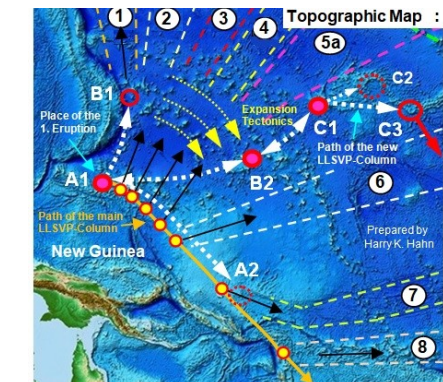 Topographic Map :
1
2
3
4
5a
C2
B1
Place of the
1. Eruption
Expansion
Tectonics
C1
C3
A1
B2
Path of the new
LLSVP-Column
6
Path of the main
LLSVP-Column
New Guinea
Prepared by
Harry K. Hahn
A2
7
8